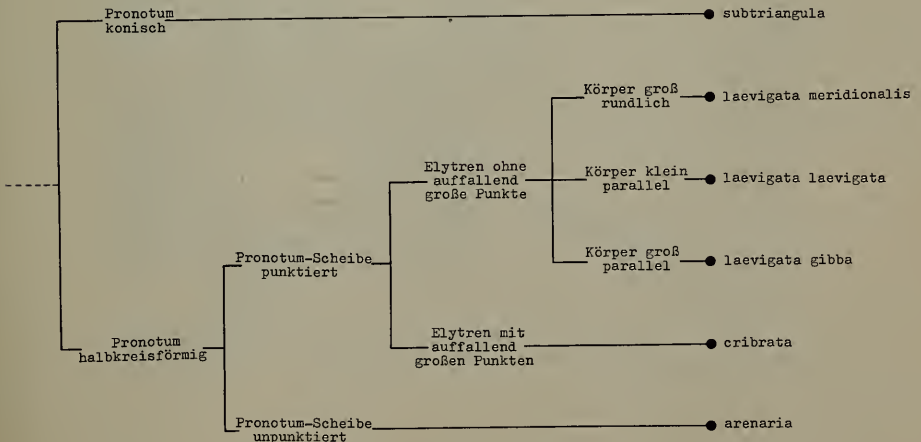 Pronotum
konisch
subtriangula
Körper groß
rundlich
laevigata meridionalis
Elytren ohne
auffallend
große Punkte
Körper klein
parallel
laevigata laevigata
Körper groß
parallel
laevigata gibba
Pronotum-Scheibe
punktiert
Elytren mit
auffallend
großen Punkten
cribrata
Pronotum
halbkreisförmig
Pronotum-Scheibe
unpunktiert
arenaria